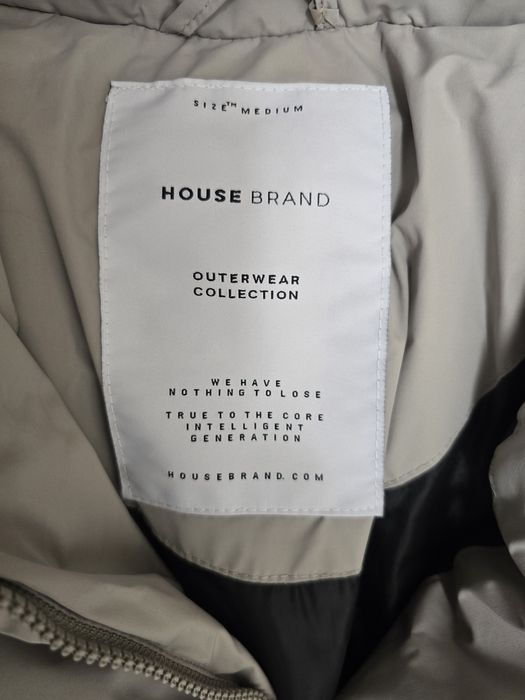 SIZE™ MEDIUM
HOUSE BRAND
OUTERWEAR
COLLECTION
WE HAVE
NOTHING TO LOSE
TRUE TO THE CORE
INTELLIGENT
GENERATION
HOUSEBRAND.COM